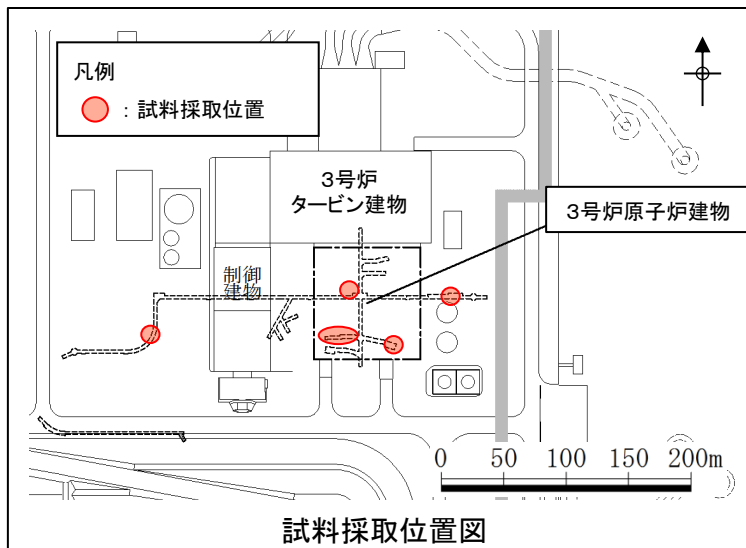 凡例
：試料採取位置
3号炉
タービン建物
3号炉原子炉建物
制御
建物
0 50 100 150 200m
試料採取位置図